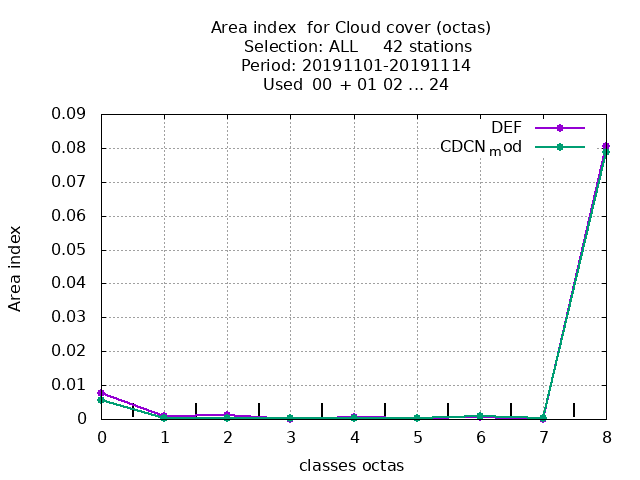 Area index  for Cloud cover (octas)
Selection: ALL     42 stations
Period: 20191101-20191114
Used  00 + 01 02 ... 24
0.09
DEF
CDCN_mod
0.08
0.07
0.06
0.05
0.04
0.03
0.02
0.01
0
Area index
0 1 2 3 4 5 6 7 8
classes octas